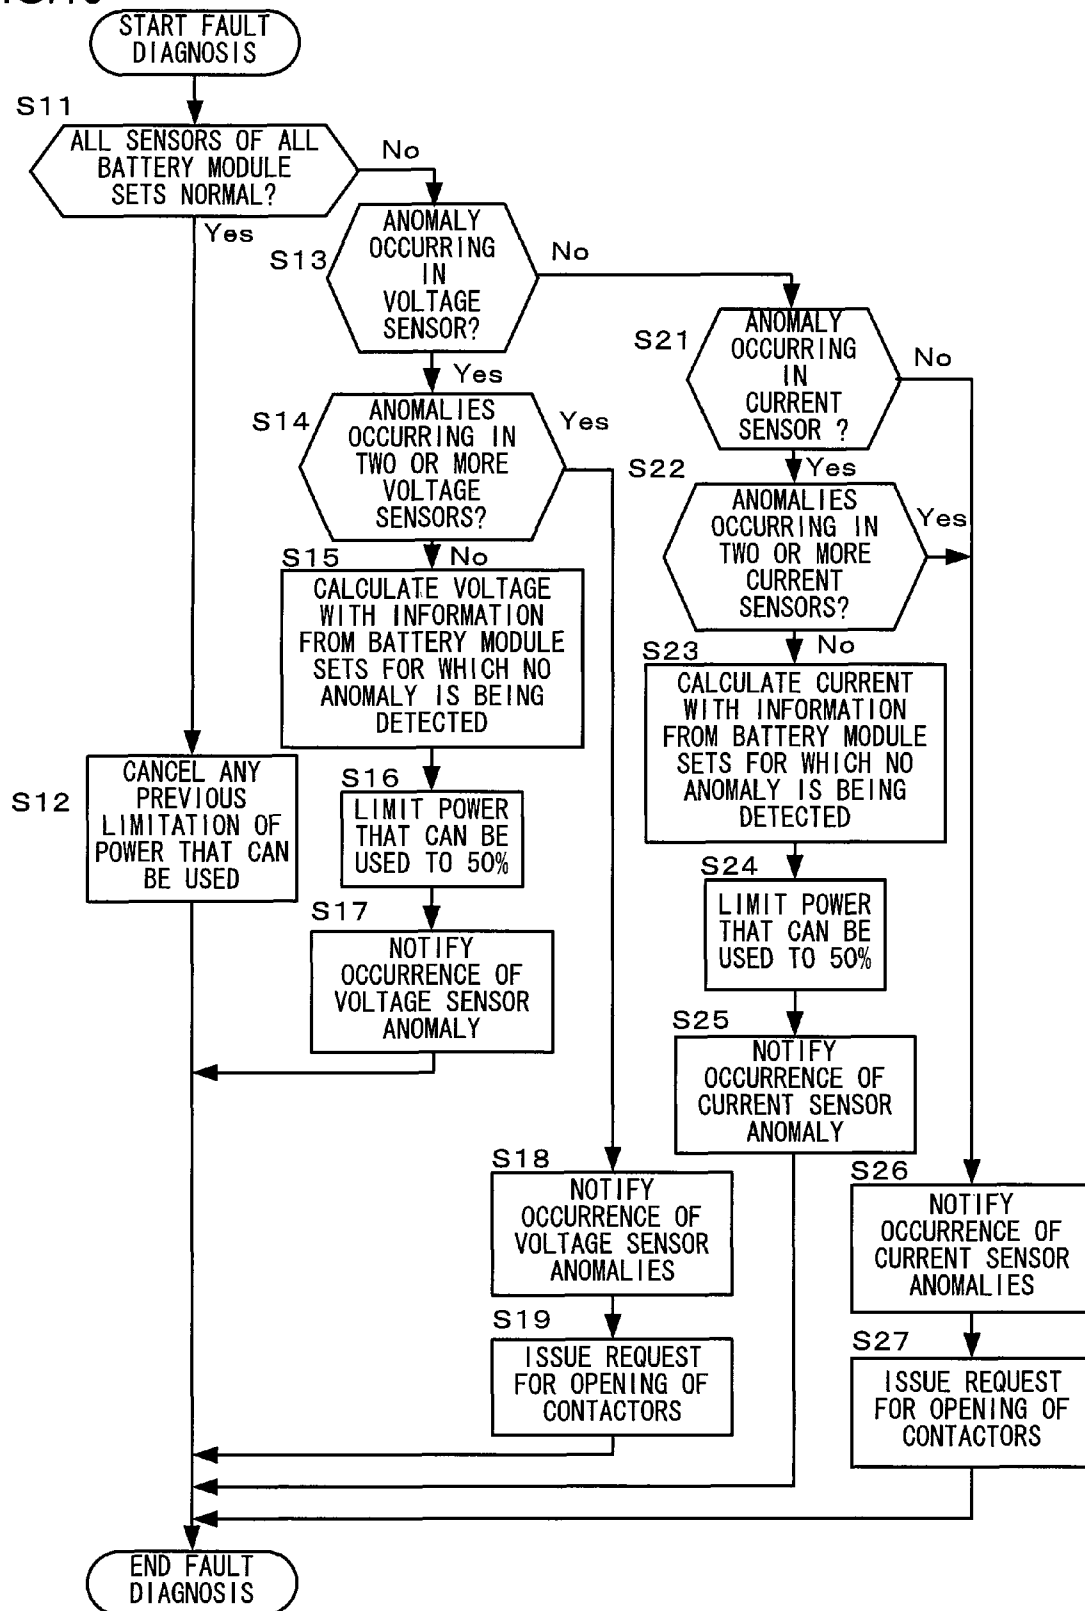 START FAULT
DIAGNOSIS
S11
ALL SENSORS OF ALL
BATTERY MODULE
SETS NORMAL?
No
Yes
S13
ANOMALY
OCCURRING
IN
VOLTAGE
SENSOR?
No
Yes
S21
ANOMALY
OCCURRING
IN
CURRENT
SENSOR ?
No
Yes
S14
ANOMALIES
OCCURRING IN
TWO OR MORE
VOLTAGE
SENSORS?
Yes
No
S22
ANOMALIES
OCCURRING IN
TWO OR MORE
CURRENT
SENSORS?
Yes
No
S15
CALCULATE VOLTAGE
WITH INFORMATION
FROM BATTERY MODULE
SETS FOR WHICH NO
ANOMALY IS BEING
DETECTED
S23
CALCULATE CURRENT
WITH INFORMATION
FROM BATTERY MODULE
SETS FOR WHICH NO
ANOMALY IS BEING
DETECTED
S12
CANCEL ANY
PREVIOUS
LIMITATION OF
POWER THAT CAN
BE USED
S16
LIMIT POWER
THAT CAN BE
USED TO 50%
S24
LIMIT POWER
THAT CAN BE
USED TO 50%
S17
NOTIFY
OCCURRENCE OF
VOLTAGE SENSOR
ANOMALY
S25
NOTIFY
OCCURRENCE OF
CURRENT SENSOR
ANOMALY
S18
NOTIFY
OCCURRENCE OF
VOLTAGE SENSOR
ANOMALIES
S26
NOTIFY
OCCURRENCE OF
CURRENT SENSOR
ANOMALIES
S19
ISSUE REQUEST
FOR OPENING OF
CONTACTORS
S27
ISSUE REQUEST
FOR OPENING OF
CONTACTORS
END FAULT
DIAGNOSIS